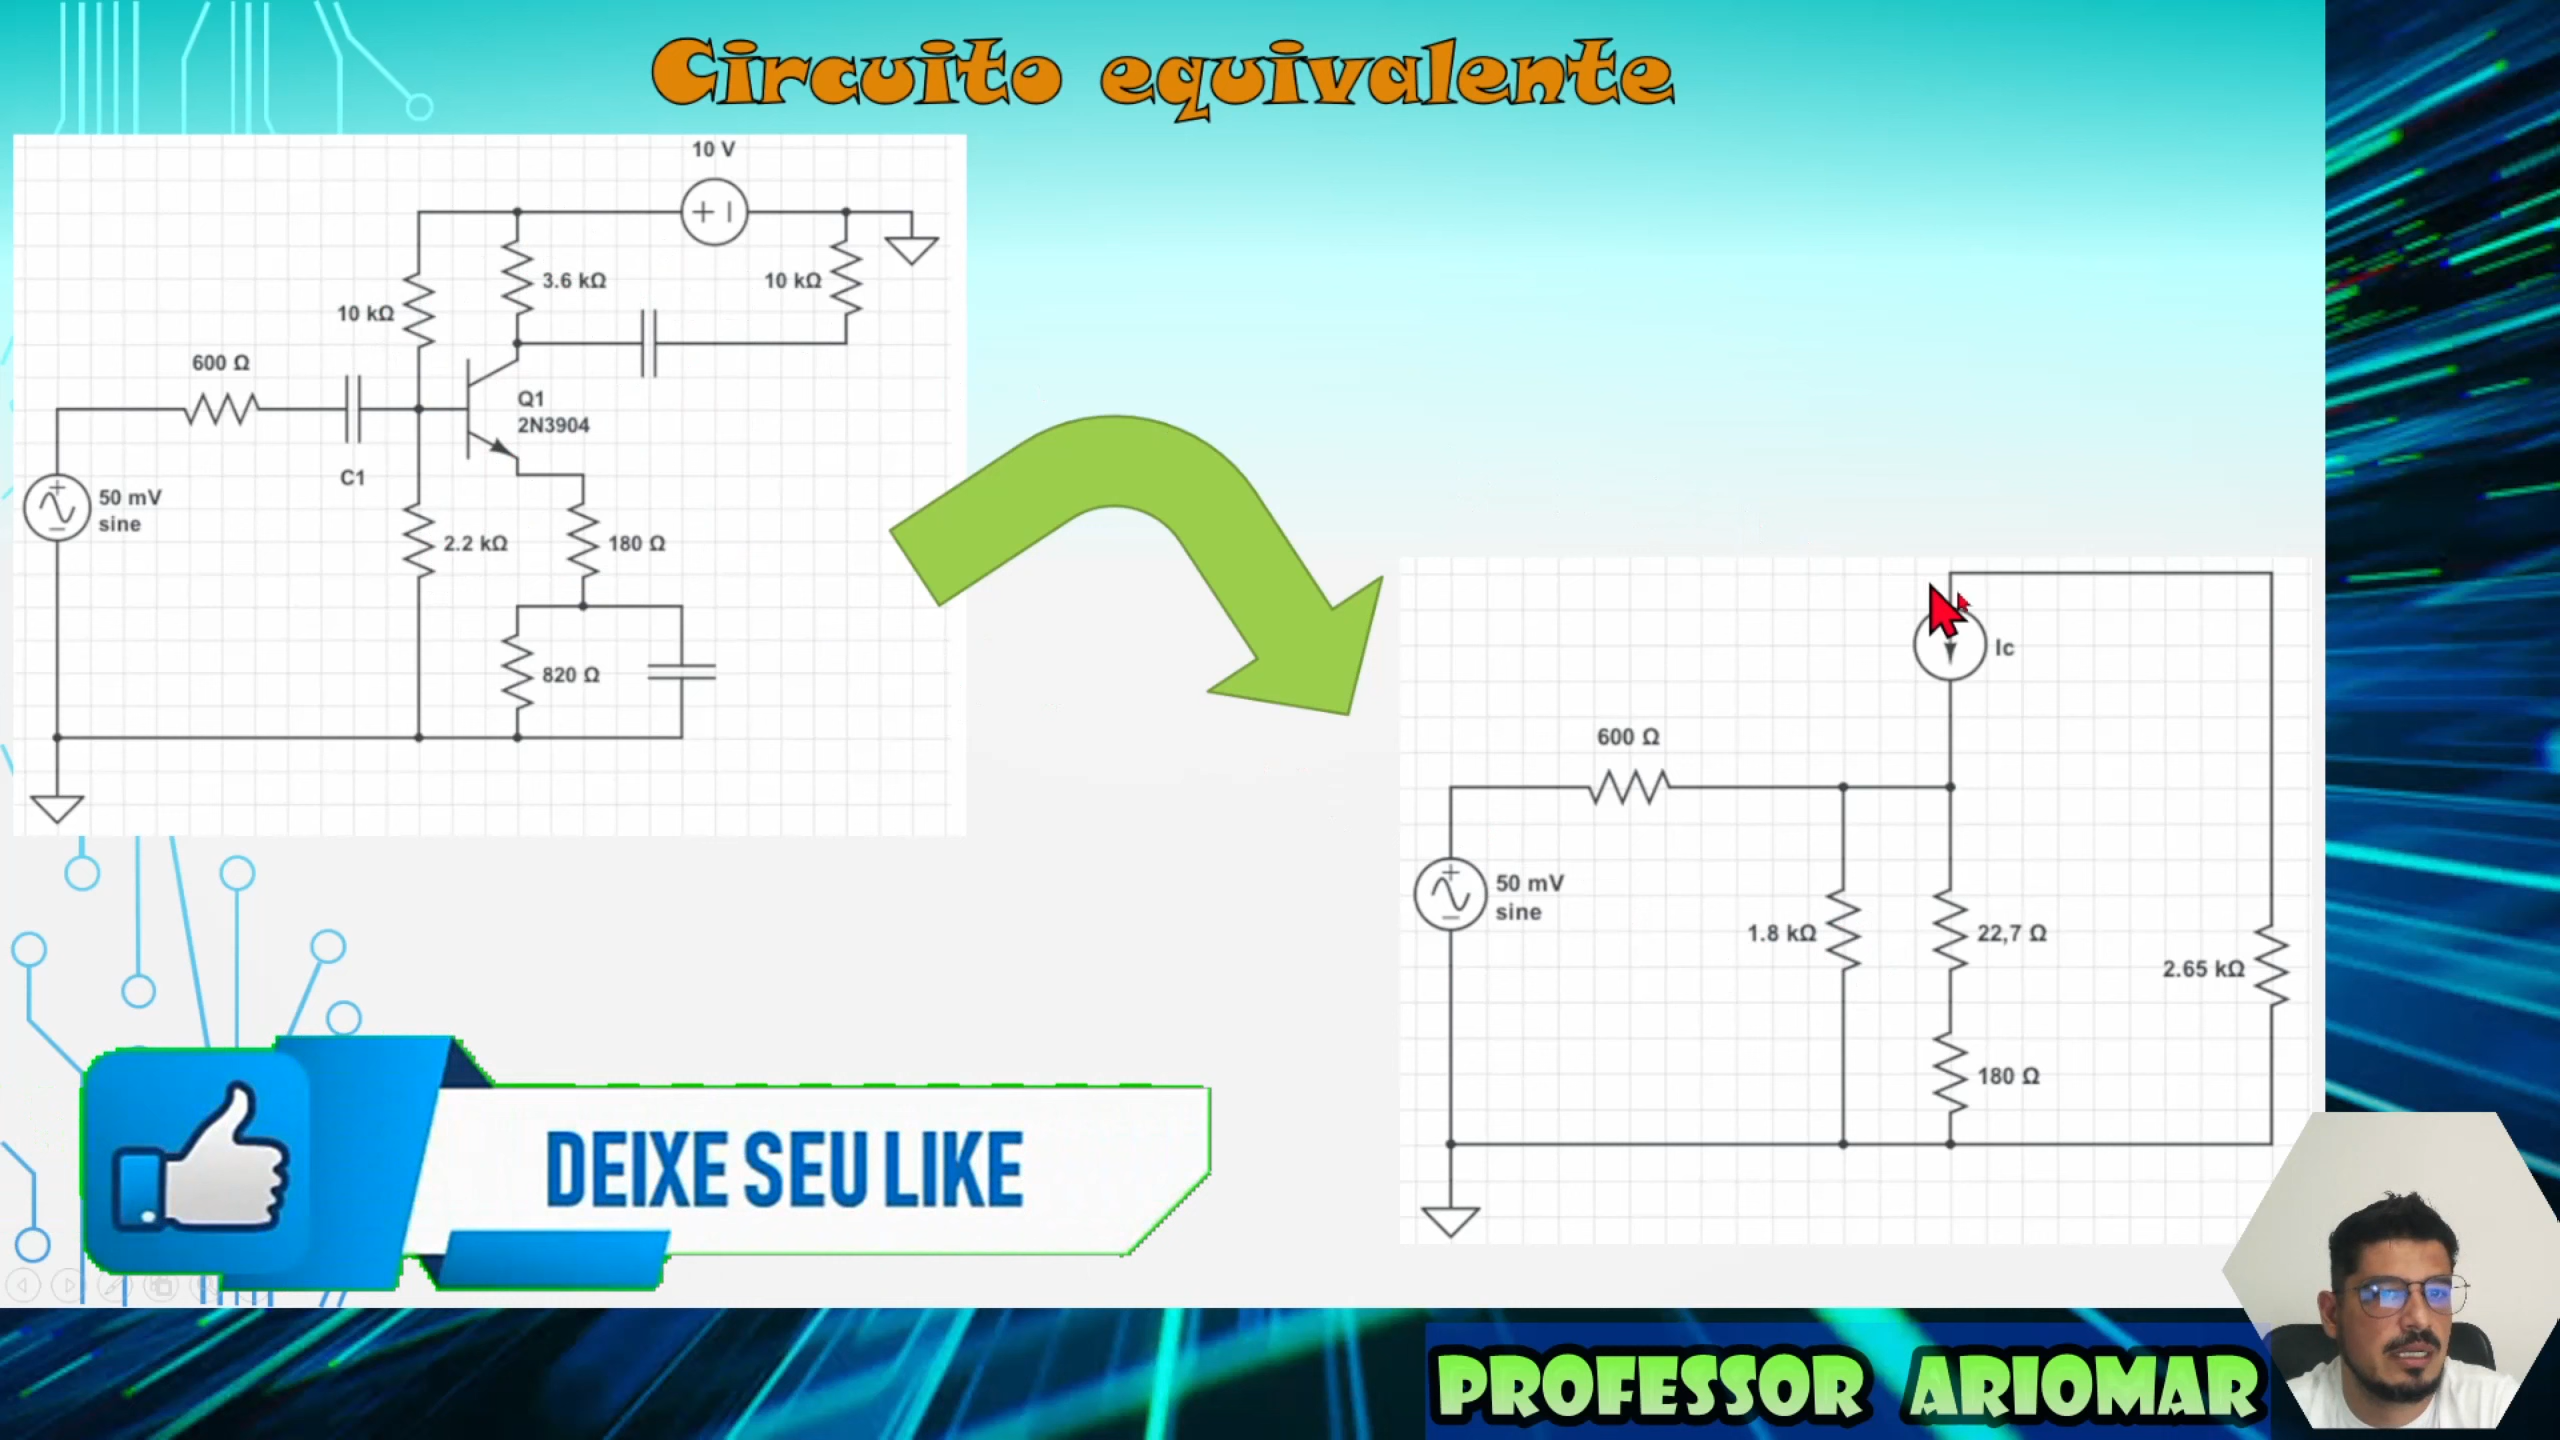 Circuito equivalente
10 V
3.6 kΩ
10 kΩ
10 kΩ
600 Ω
Q1
2N3904
C1
50 mV
sine
2.2 kΩ
180 Ω
820 Ω
Ic
600 Ω
50 mV
sine
1.8 kΩ
22,7 Ω
2.65 kΩ
180 Ω
DEIXE SEU LIKE
PROFESSOR ARIOMAR